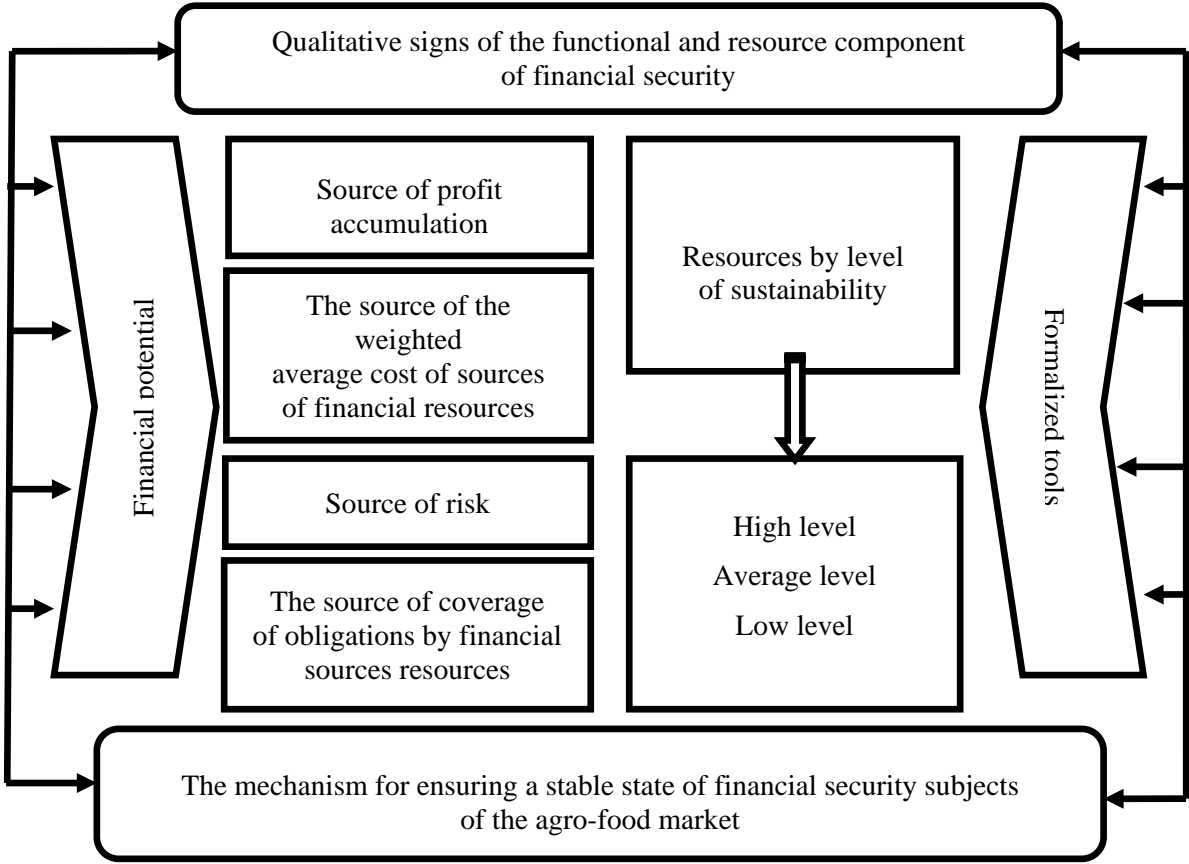 Qualitative signs of the functional and resource component
of financial security
Financial potential
Source of profit
accumulation
The source of the
weighted
average cost of sources
of financial resources
Source of risk
The source of coverage
of obligations by financial
sources resources
Resources by level
of sustainability
High level
Average level
Low level
Formalized tools
The mechanism for ensuring a stable state of financial security subjects
of the agro-food market